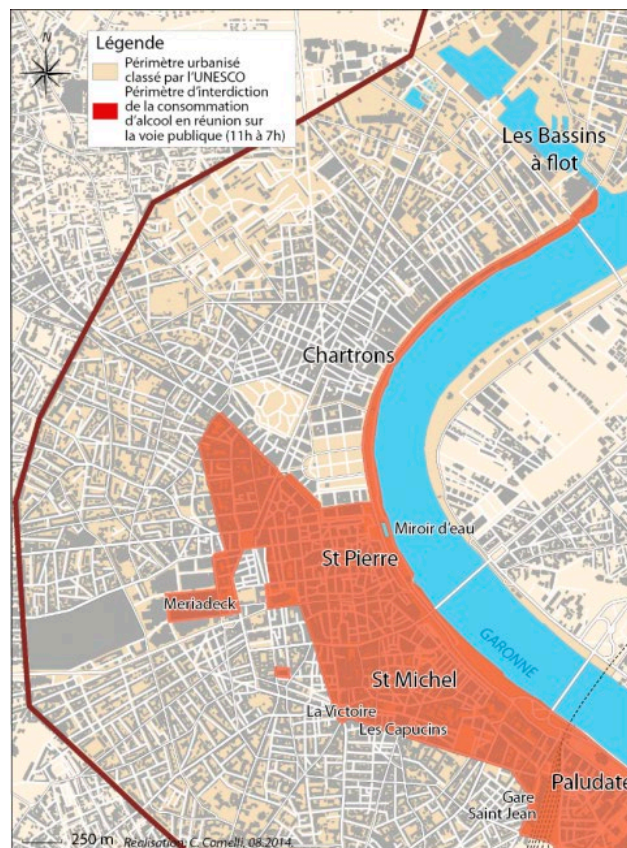 N
Légende
Périmètre urbanisé
classé par l'UNESCO
Périmètre d'interdiction
de la consommation
d'alcool en réunion sur
la voie publique (11h à 7h)
Les Bassins
à flot
Chartrons
Miroir d'eau
St Pierre
Meriadeck
GARONNE
St Michel
La Victoire
Les Capucins
Paludate
Gare
Saint Jean
250 m Réalisation: C. Comelli, 08.2014